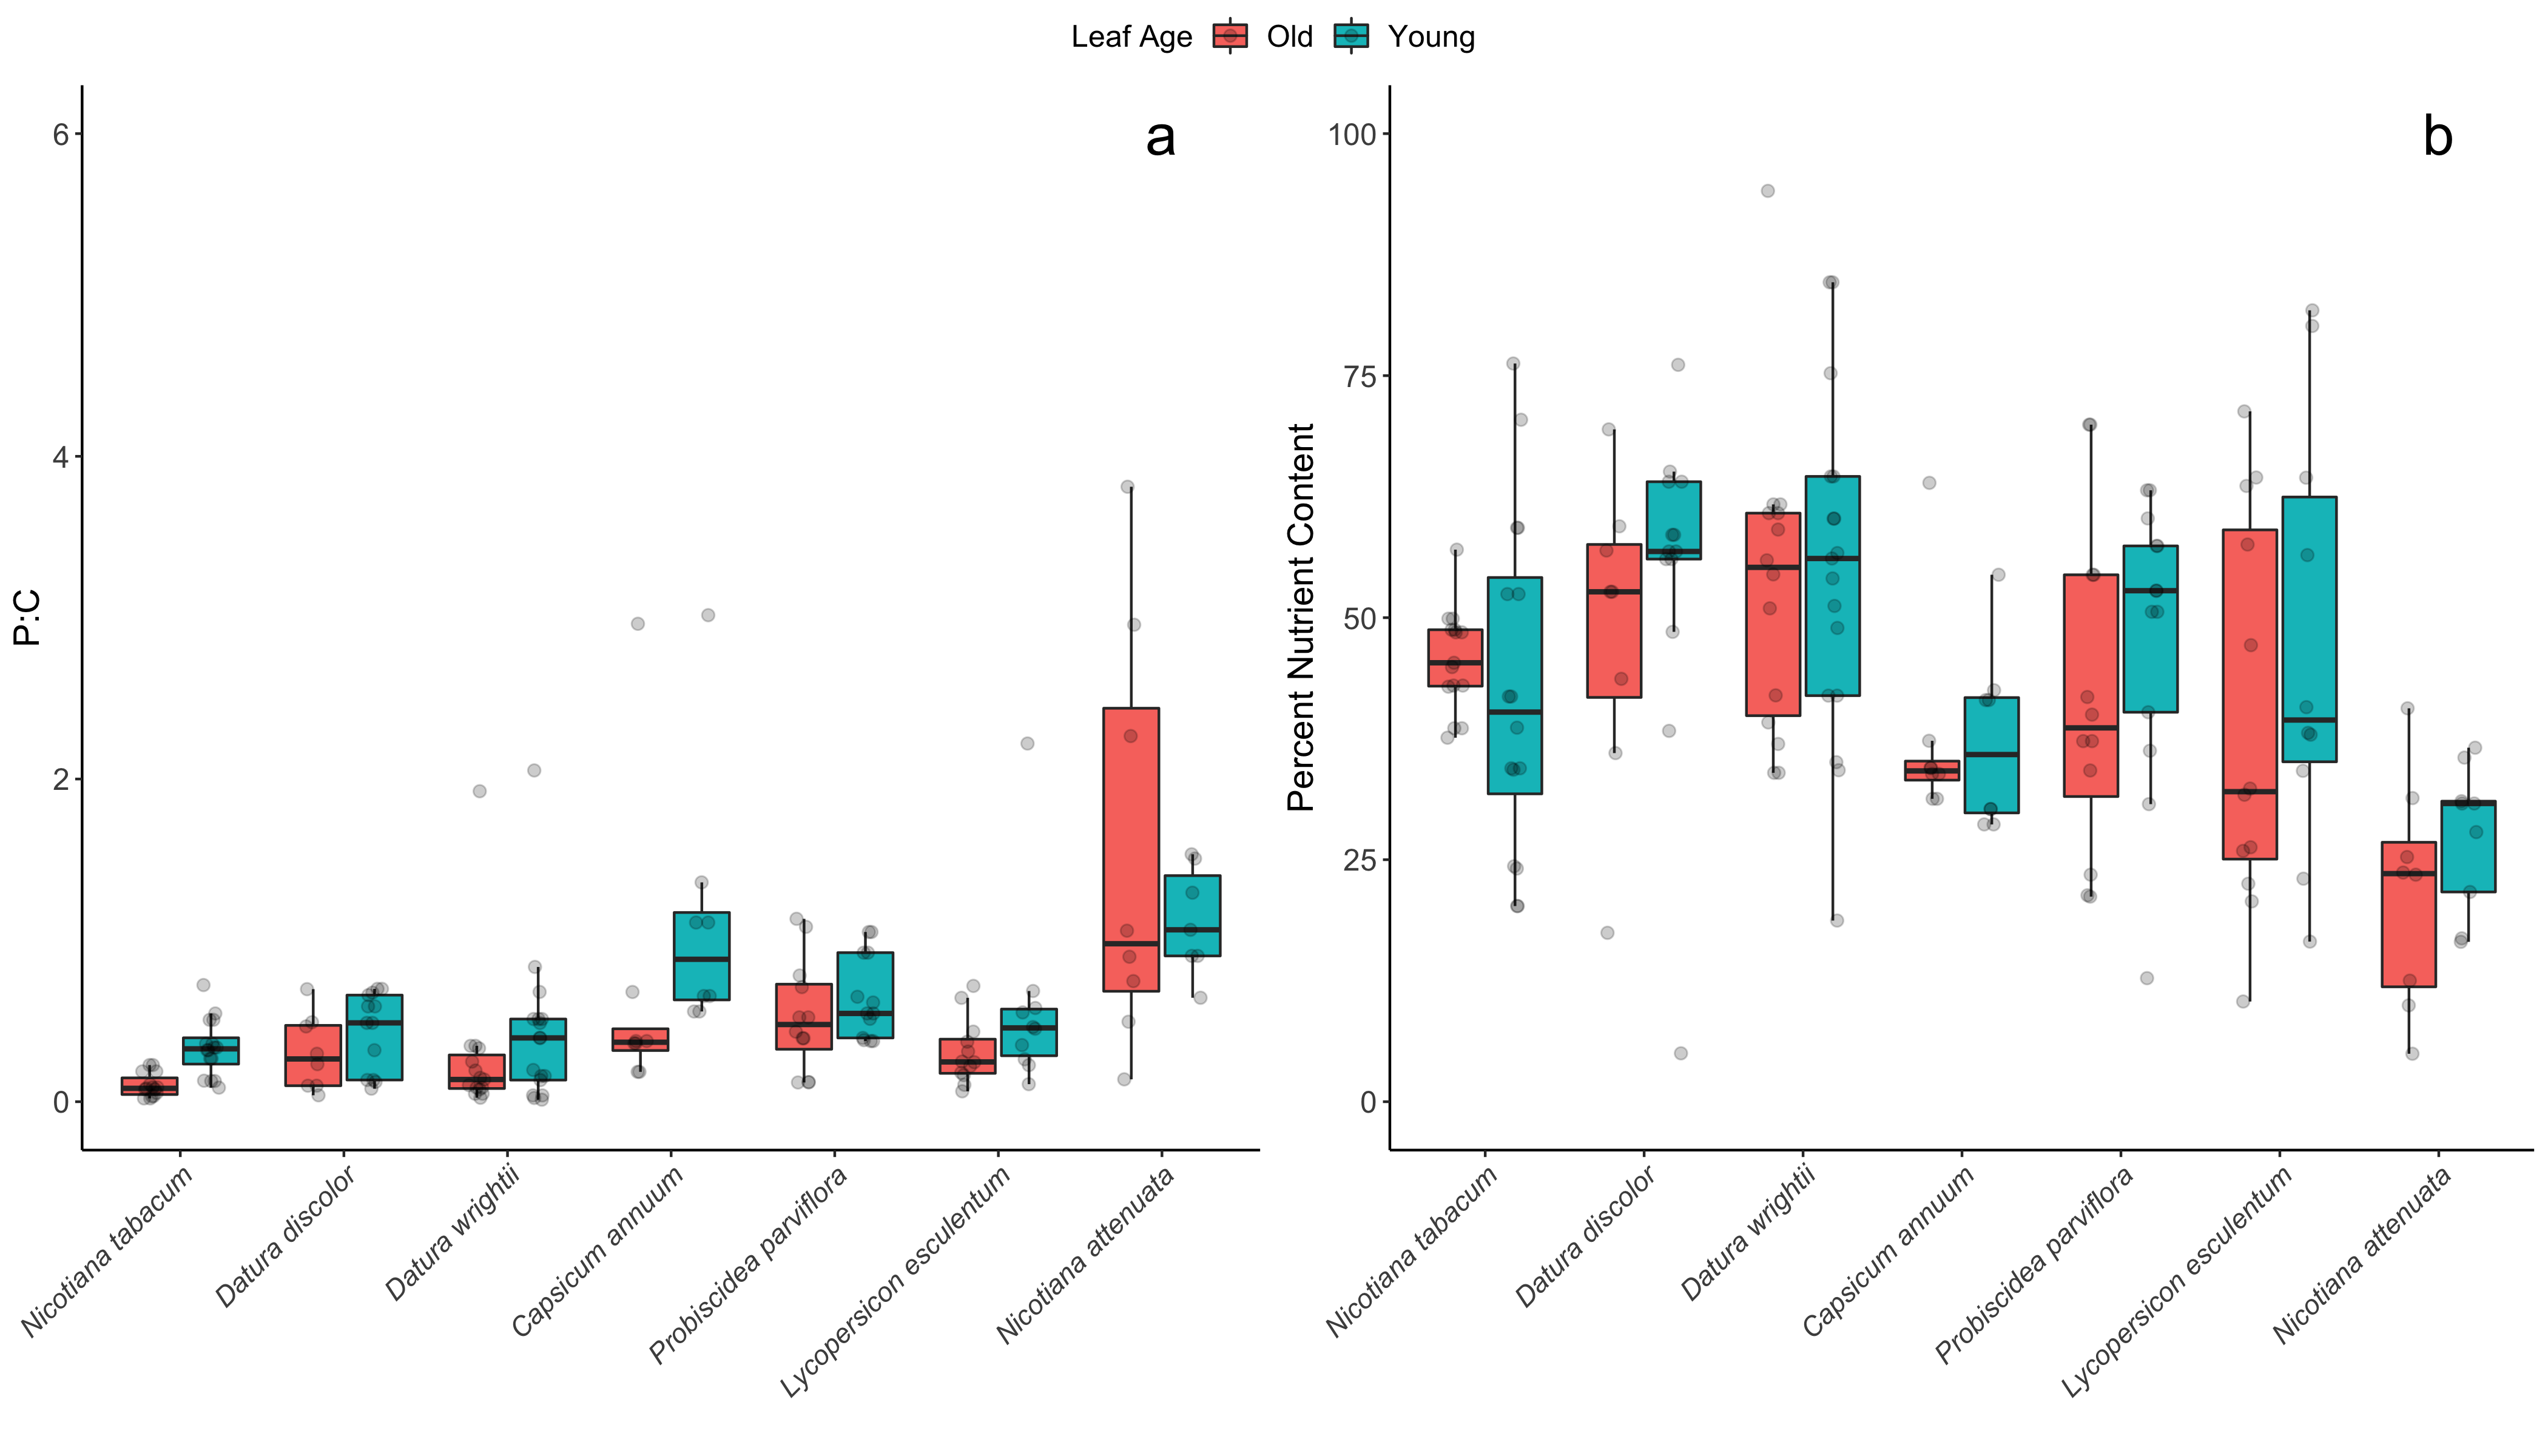 Leaf Age Old Young
a
P:C
6
4
2
0
Nicotiana tabacum
Datura discolor
Datura wrightii
Capsicum annuum
Probiscidea parviflora
Lycopersicon esculentum
Nicotiana attenuata
b
Percent Nutrient Content
100
75
50
25
0
Nicotiana tabacum
Datura discolor
Datura wrightii
Capsicum annuum
Probiscidea parviflora
Lycopersicon esculentum
Nicotiana attenuata